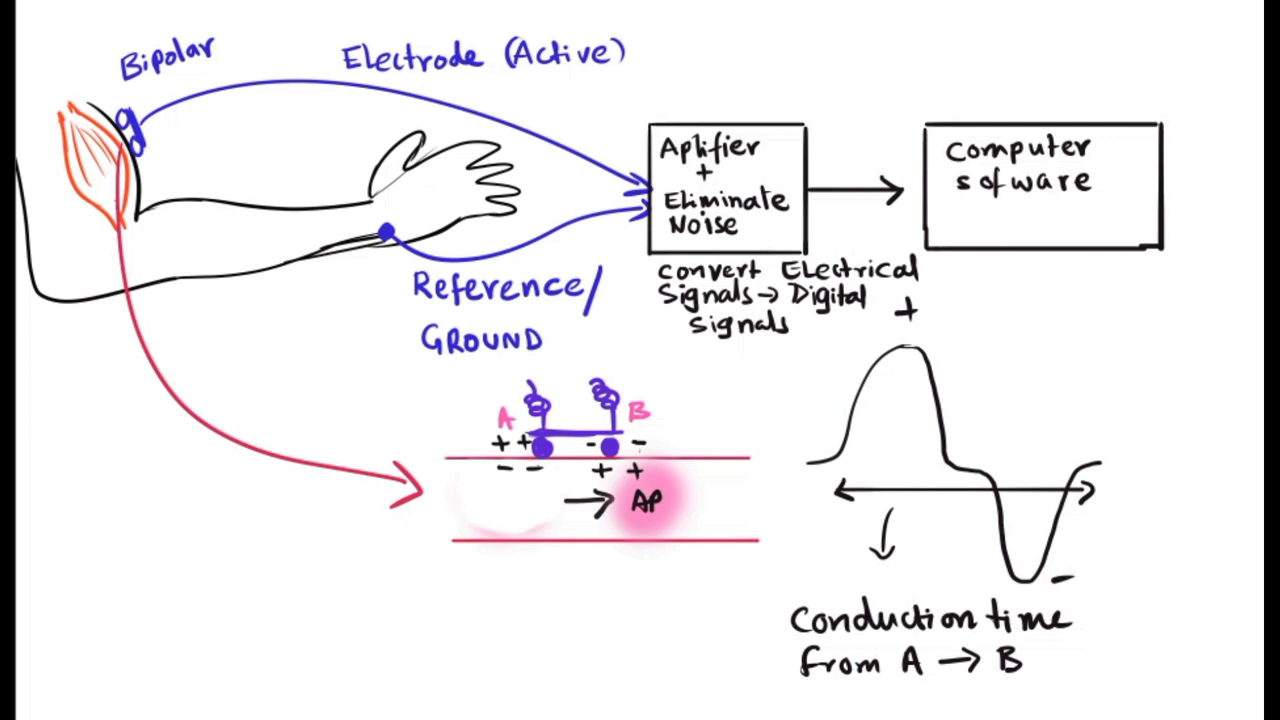 Bipolar
Electrode (Active)
Aplifier
+
Eliminate
Noise
Computer
sofware
convert Electrical
Signals → Digital
signals
Reference/
GROUND
+
A
B
+ + - -
- - + +
→ AP
-
Conduction time
from A → B